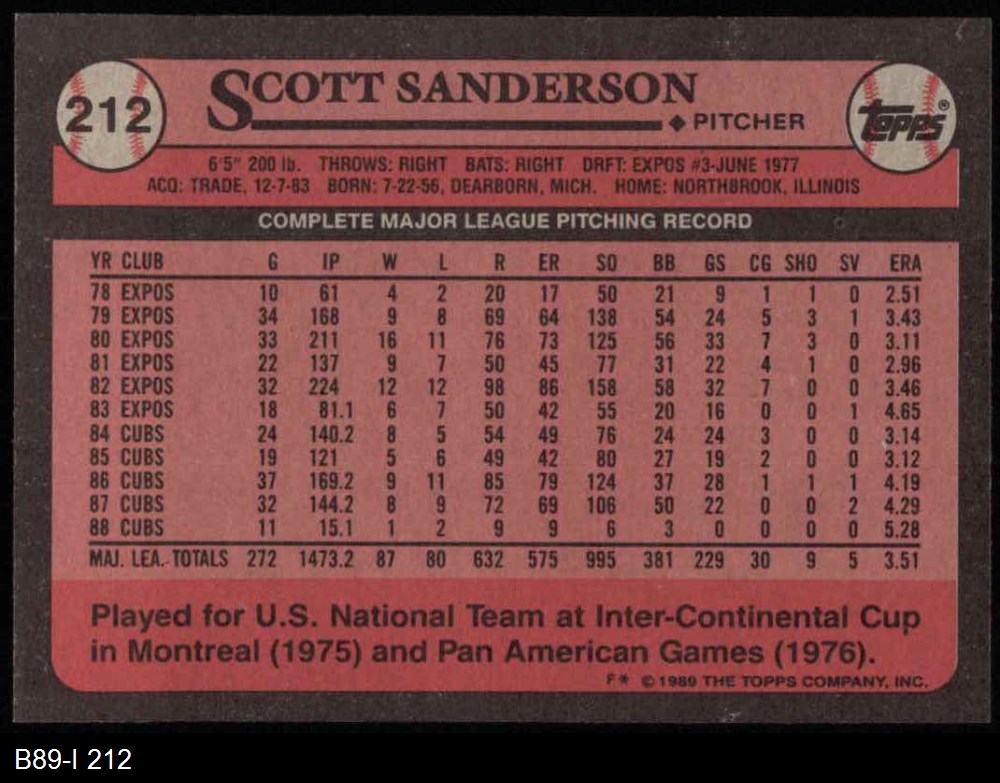 212
SCOTT SANDERSON
PITCHER
TOPPS®
6'5" 200 lb. THROWS: RIGHT BATS: RIGHT DRFT: EXPOS #3-JUNE 1977
ACQ: TRADE, 12-7-83 BORN: 7-22-56, DEARBORN, MICH. HOME: NORTHBROOK, ILLINOIS
COMPLETE MAJOR LEAGUE PITCHING RECORD
YR CLUB G IP W L R ER SO BB GS CG SHO SV ERA
78 EXPOS 10 61 4 2 20 17 50 21 9 1 1 0 2.51
79 EXPOS 34 168 9 8 69 64 138 54 24 5 3 1 3.43
80 EXPOS 33 211 16 11 76 73 125 56 33 7 3 0 3.11
81 EXPOS 22 137 9 7 50 45 77 31 22 4 1 0 2.96
82 EXPOS 32 224 12 12 98 86 158 58 32 7 0 0 3.46
83 EXPOS 18 81.1 6 7 50 42 55 20 16 0 0 1 4.65
84 CUBS 24 140.2 8 5 54 49 76 24 24 3 0 0 3.14
85 CUBS 19 121 5 6 49 42 80 27 19 2 0 0 3.12
86 CUBS 37 169.2 9 11 85 79 124 37 28 1 1 1 4.19
87 CUBS 32 144.2 8 9 72 69 106 50 22 0 0 2 4.29
88 CUBS 11 15.1 1 2 9 9 6 3 0 0 0 0 5.28
MAJ. LEA. TOTALS 272 1473.2 87 80 632 575 995 381 229 30 9 5 3.51
Played for U.S. National Team at Inter-Continental Cup
in Montreal (1975) and Pan American Games (1976).
F* © 1989 THE TOPPS COMPANY, INC.
B89-I 212